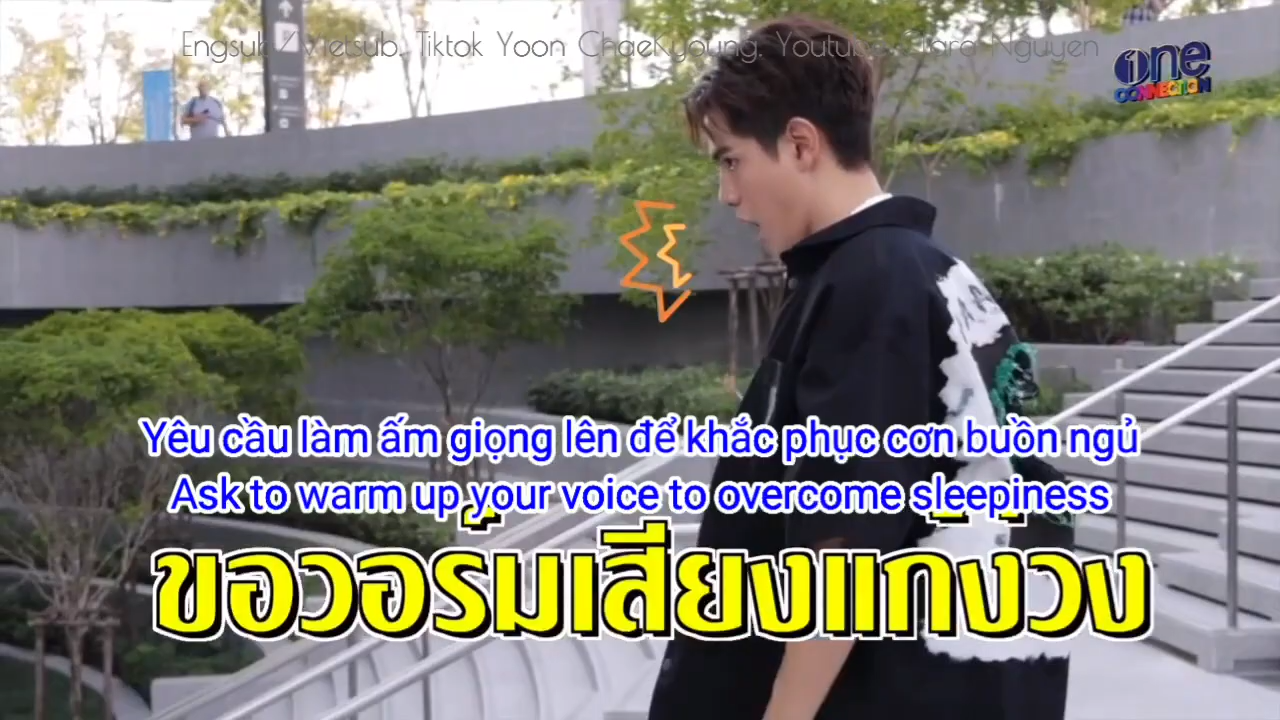 Engsub / Vietsub. Tiktok Yoon ChaeKyoung. Youtube Clara Nguyen
one
CONNECTION
Yêu cầu làm ấm giọng lên để khắc phục cơn buồn ngủ
Ask to warm up your voice to overcome sleepiness
ขอวอร์มเสียงแก้ง่วง